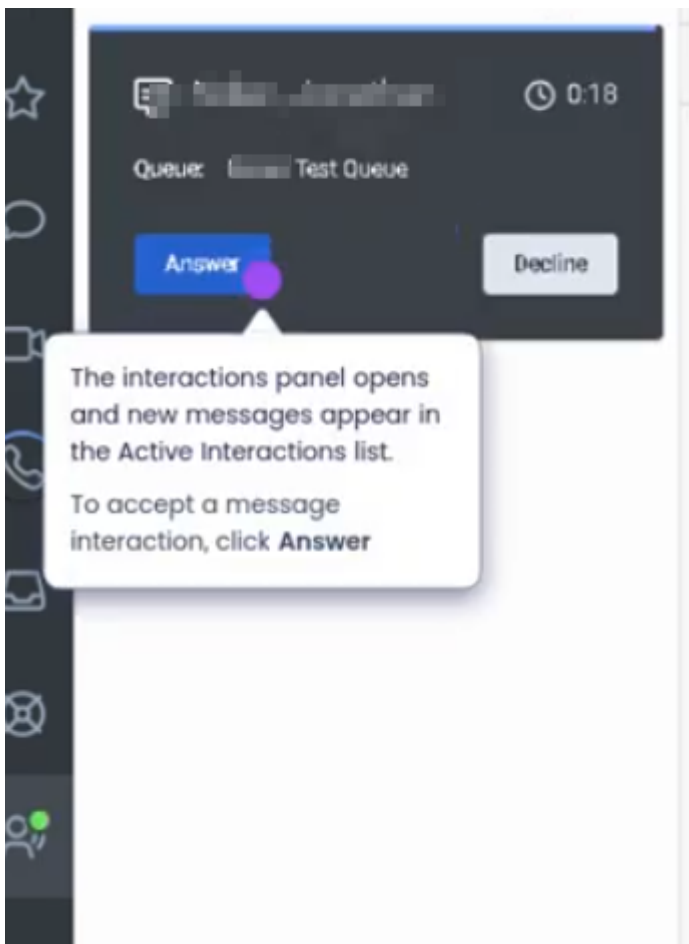 0:18
Queue: Test Queue
Answer
Decline
The interactions panel opens
and new messages appear in
the Active Interactions list.
To accept a message
interaction, click Answer